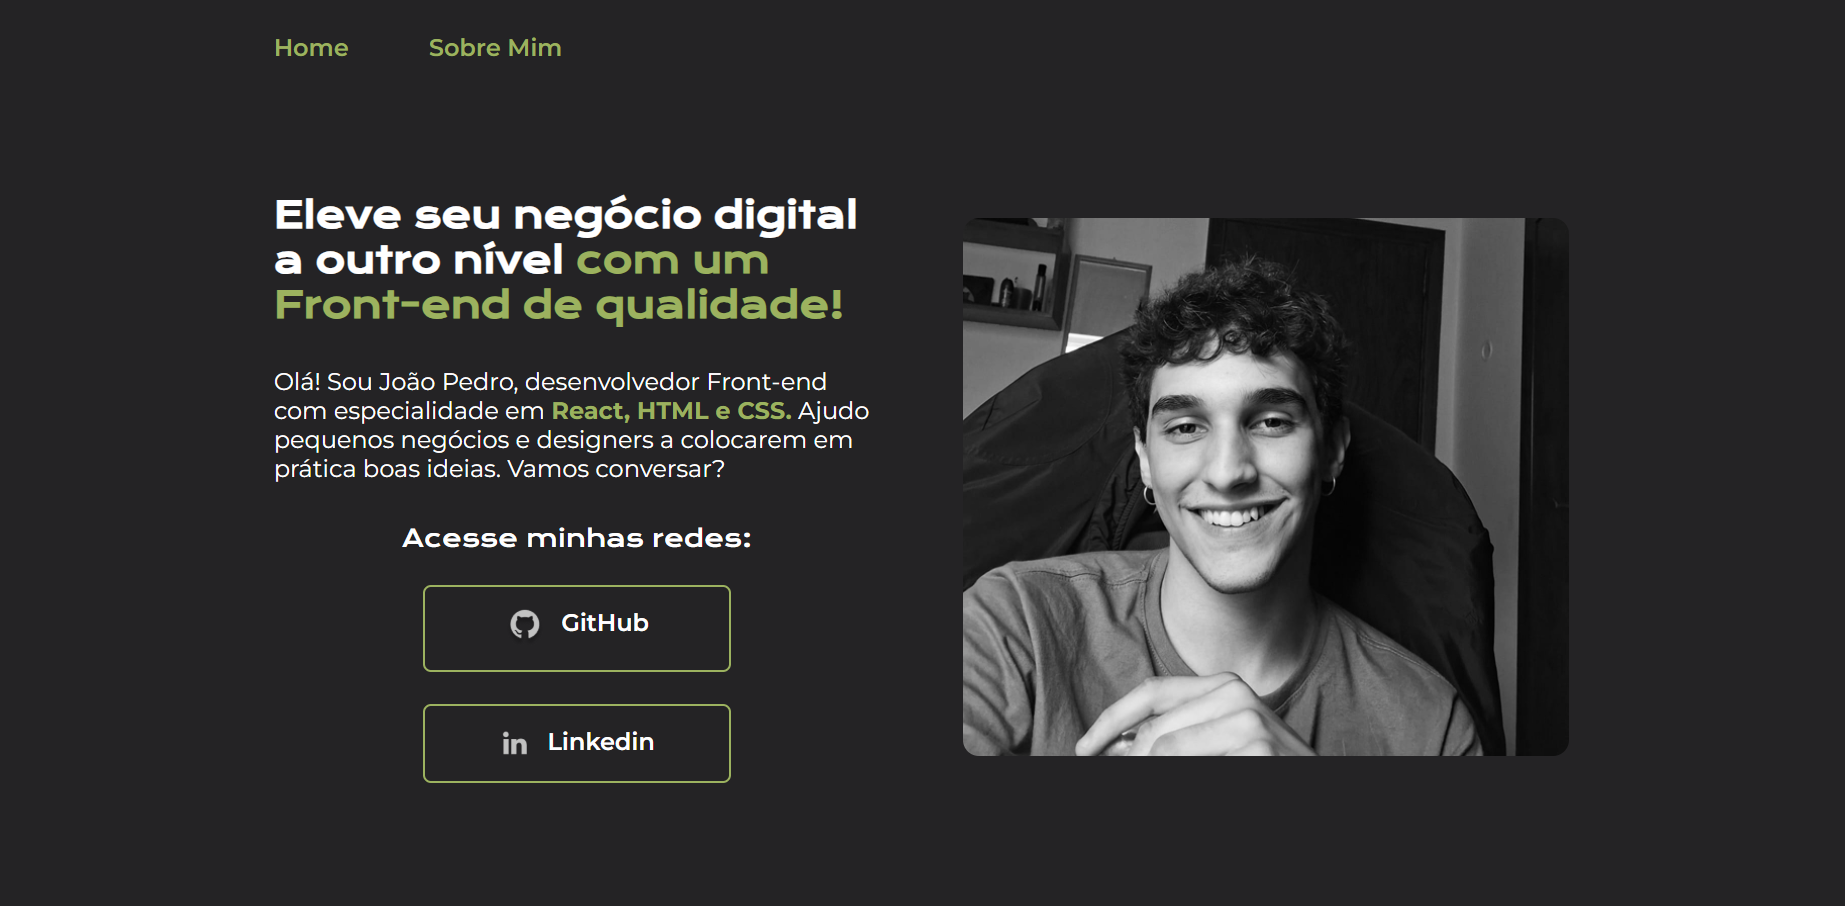 Home
Sobre Mim
Eleve seu negócio digital
a outro nível com um
Front-end de qualidade!
Olá! Sou João Pedro, desenvolvedor Front-end
com especialidade em React, HTML e CSS. Ajudo
pequenos negócios e designers a colocarem em
prática boas ideias. Vamos conversar?
Acesse minhas redes:
GitHub
in Linkedin